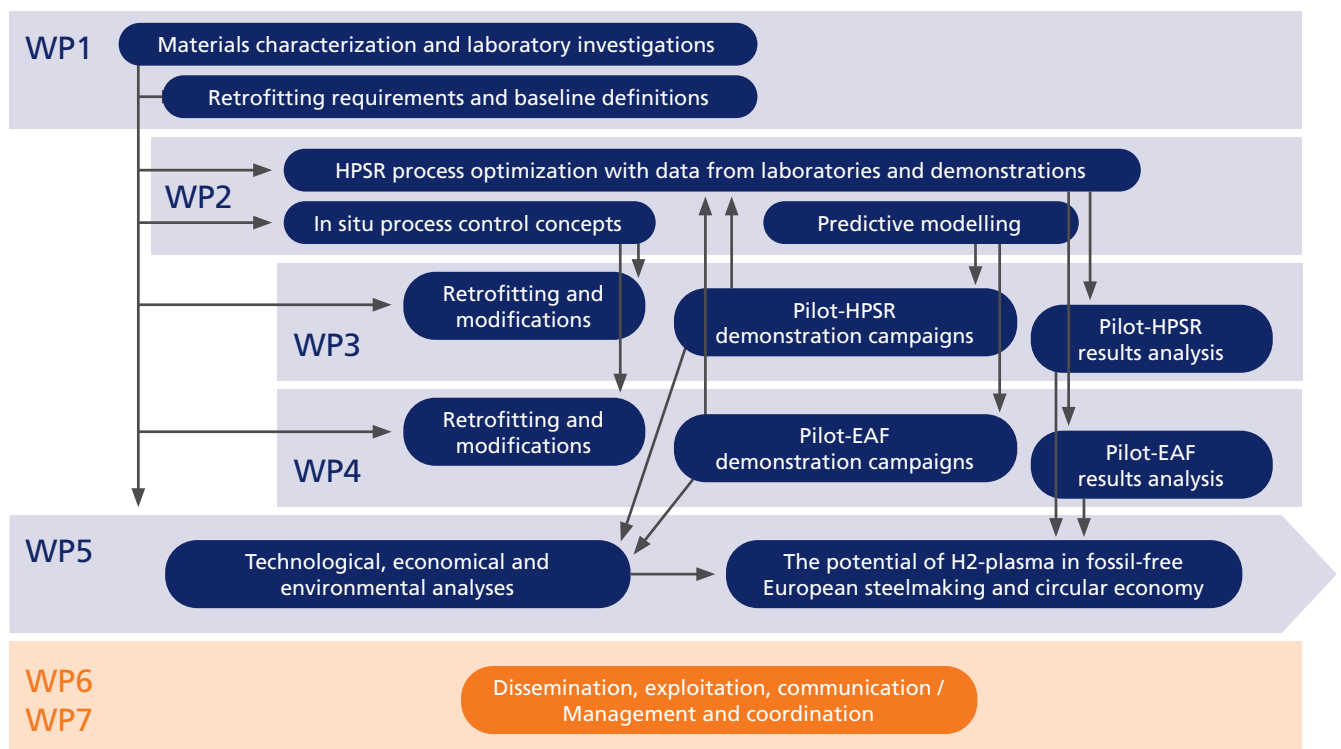 WP1
Materials characterization and laboratory investigations
Retrofitting requirements and baseline definitions
WP2
HPSR process optimization with data from laboratories and demonstrations
In situ process control concepts
Predictive modelling
WP3
Retrofitting and
modifications
Pilot-HPSR
demonstration campaigns
Pilot-HPSR
results analysis
WP4
Retrofitting and
modifications
Pilot-EAF
demonstration campaigns
Pilot-EAF
results analysis
WP5
Technological, economical and
environmental analyses
The potential of H2-plasma in fossil-free
European steelmaking and circular economy
WP6
WP7
Dissemination, exploitation, communication /
Management and coordination